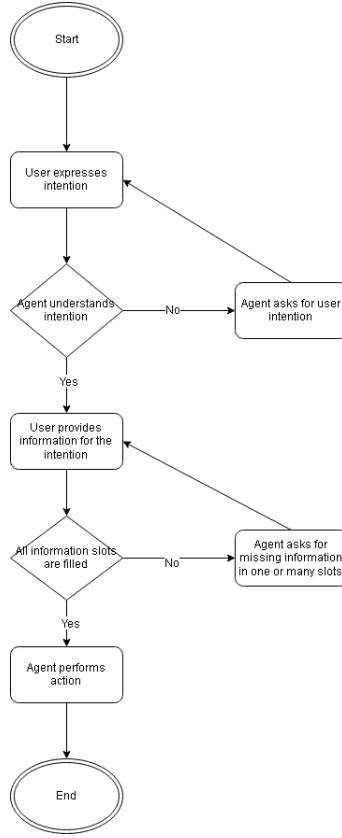 Start
User expresses
intention
Agent understands
intention
No
Agent asks for user
intention
Yes
User provides
information for the
intention
All information slots
are filled
No
Agent asks for
missing information
in one or many slots
Yes
Agent performs
action
End